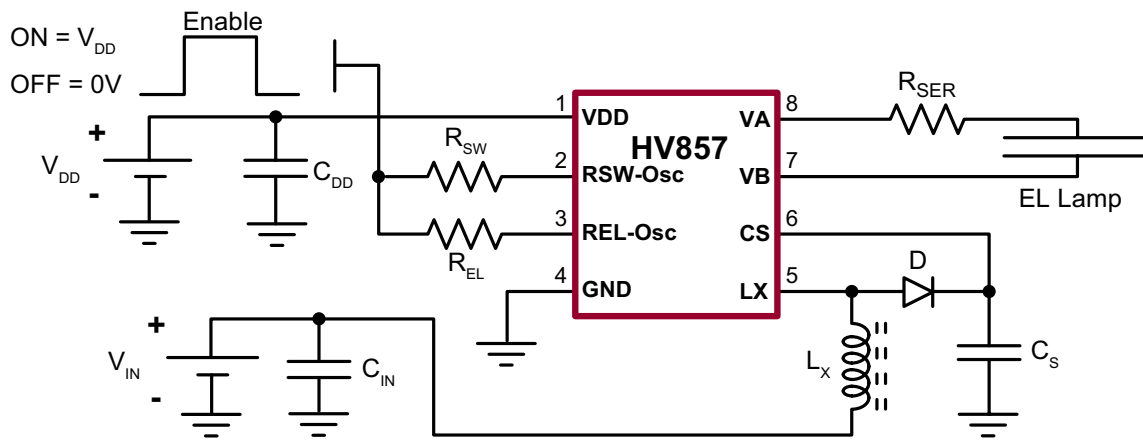 Enable
ON = VDD
OFF = 0V
1
VDD
VA
8
RSER
+
VDD
-
CDD
RSW
HV857
2
RSW-Osc
VB
7
EL Lamp
3
REL-Osc
CS
6
REL
4
GND
LX
5
D
+
VIN
-
CIN
LX
CS